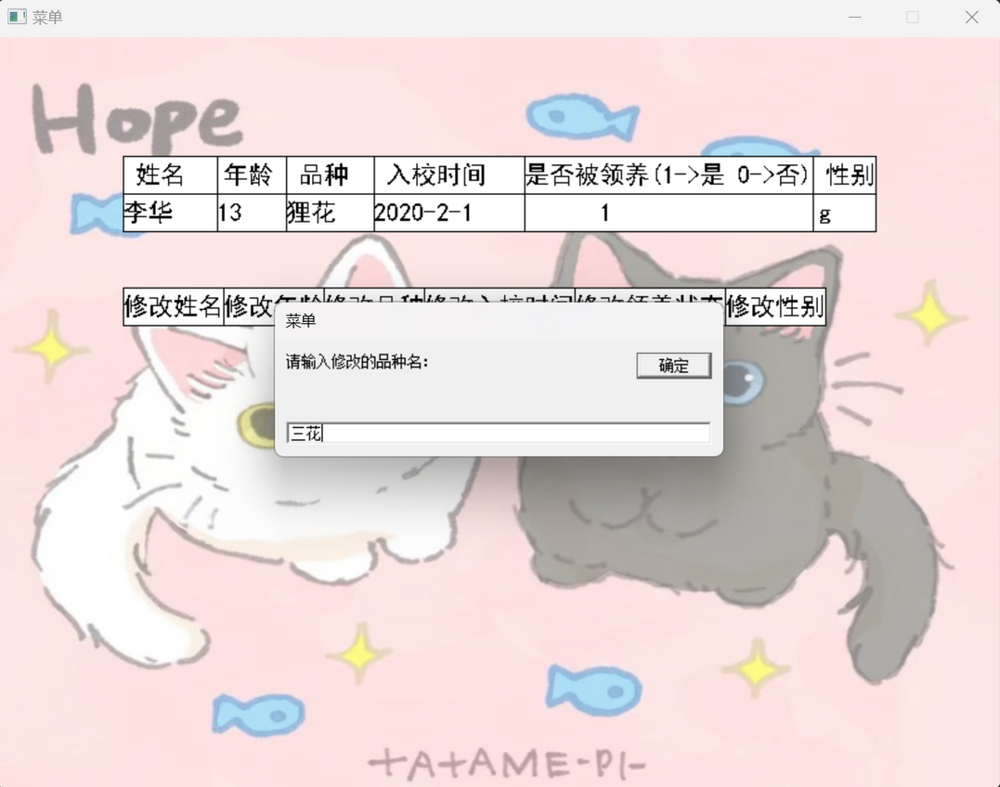 菜单
Hope
姓名 年龄 品种 入校时间 是否被领养(1->是 0->否) 性别
李华 13 狸花 2020-2-1 1 g
修改姓名 修改年龄 修改品种 修改入校时间 修改领养状态 修改性别
菜单
请输入修改的品种名:
确定
三花
+A+AME-PI-